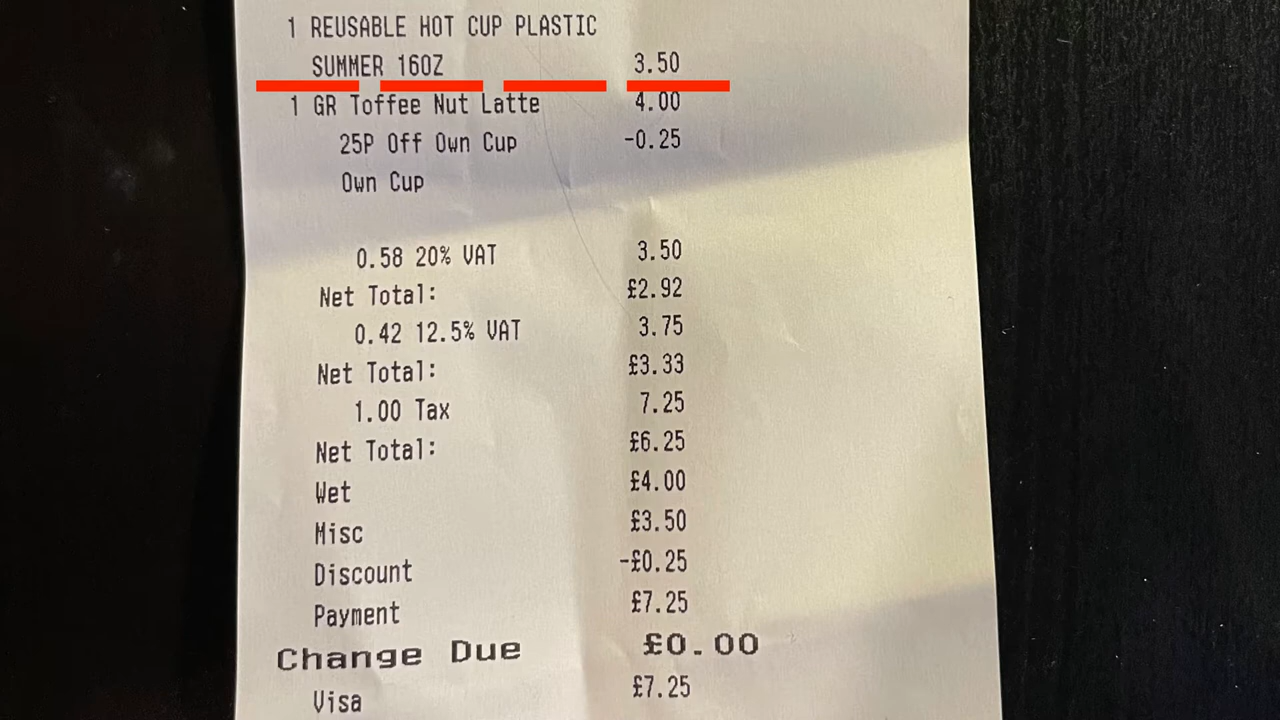 1 REUSABLE HOT CUP PLASTIC
SUMMER 16OZ 3.50
1 GR Toffee Nut Latte 4.00
25P Off Own Cup -0.25
Own Cup
0.58 20% VAT 3.50
Net Total: £2.92
0.42 12.5% VAT 3.75
Net Total: £3.33
1.00 Tax 7.25
Net Total: £6.25
Wet £4.00
Misc £3.50
Discount -£0.25
Payment £7.25
Change Due £0.00
Visa £7.25